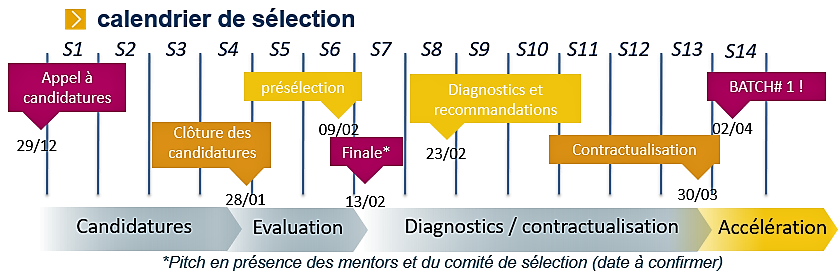 calendrier de sélection
S1 S2 S3 S4 S5 S6 S7 S8 S9 S10 S11 S12 S13 S14
Appel à
candidatures
29/12
Clôture des
candidatures
28/01
présélection
09/02
Finale*
13/02
Diagnostics et
recommandations
23/02
Contractualisation
30/03
BATCH# 1 !
02/04
Candidatures
Evaluation
Diagnostics / contractualisation
Accélération
*Pitch en présence des mentors et du comité de sélection (date à confirmer)